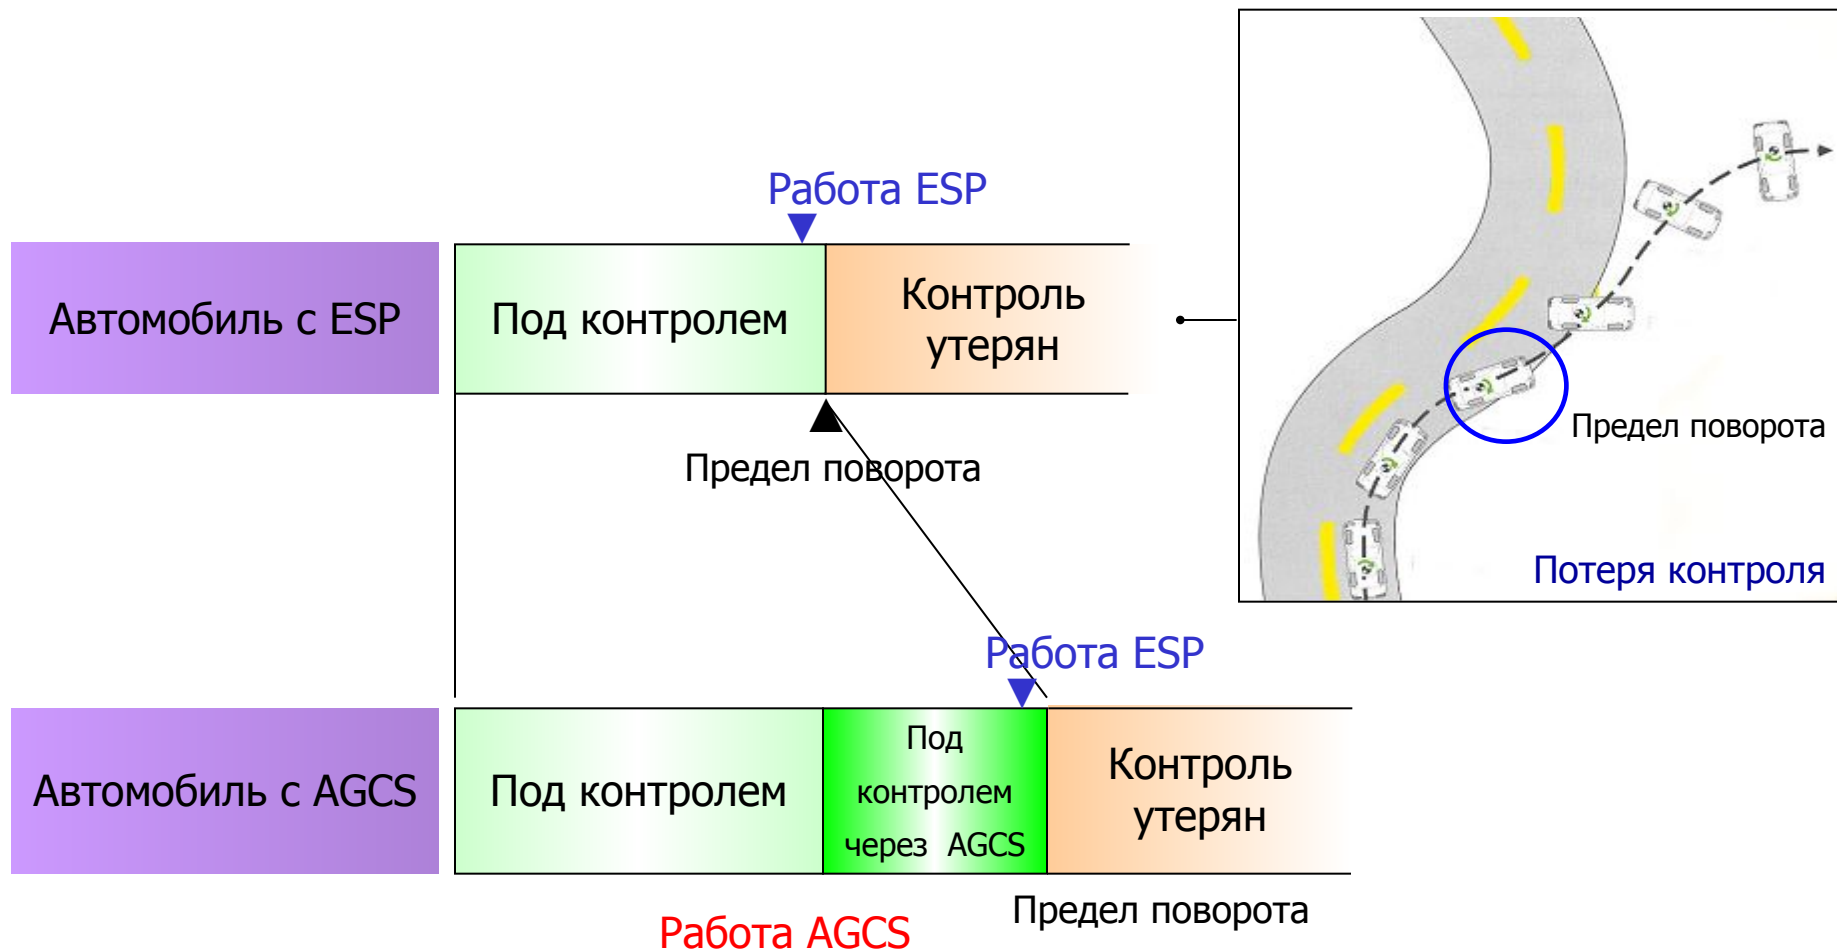 Работа ESP
Автомобиль с ESP
Под контролем
Контроль
утерян
Предел поворота
Предел поворота
Потеря контроля
Работа ESP
Автомобиль с AGCS
Под контролем
Под
контролем
через AGCS
Контроль
утерян
Предел поворота
Работа AGCS